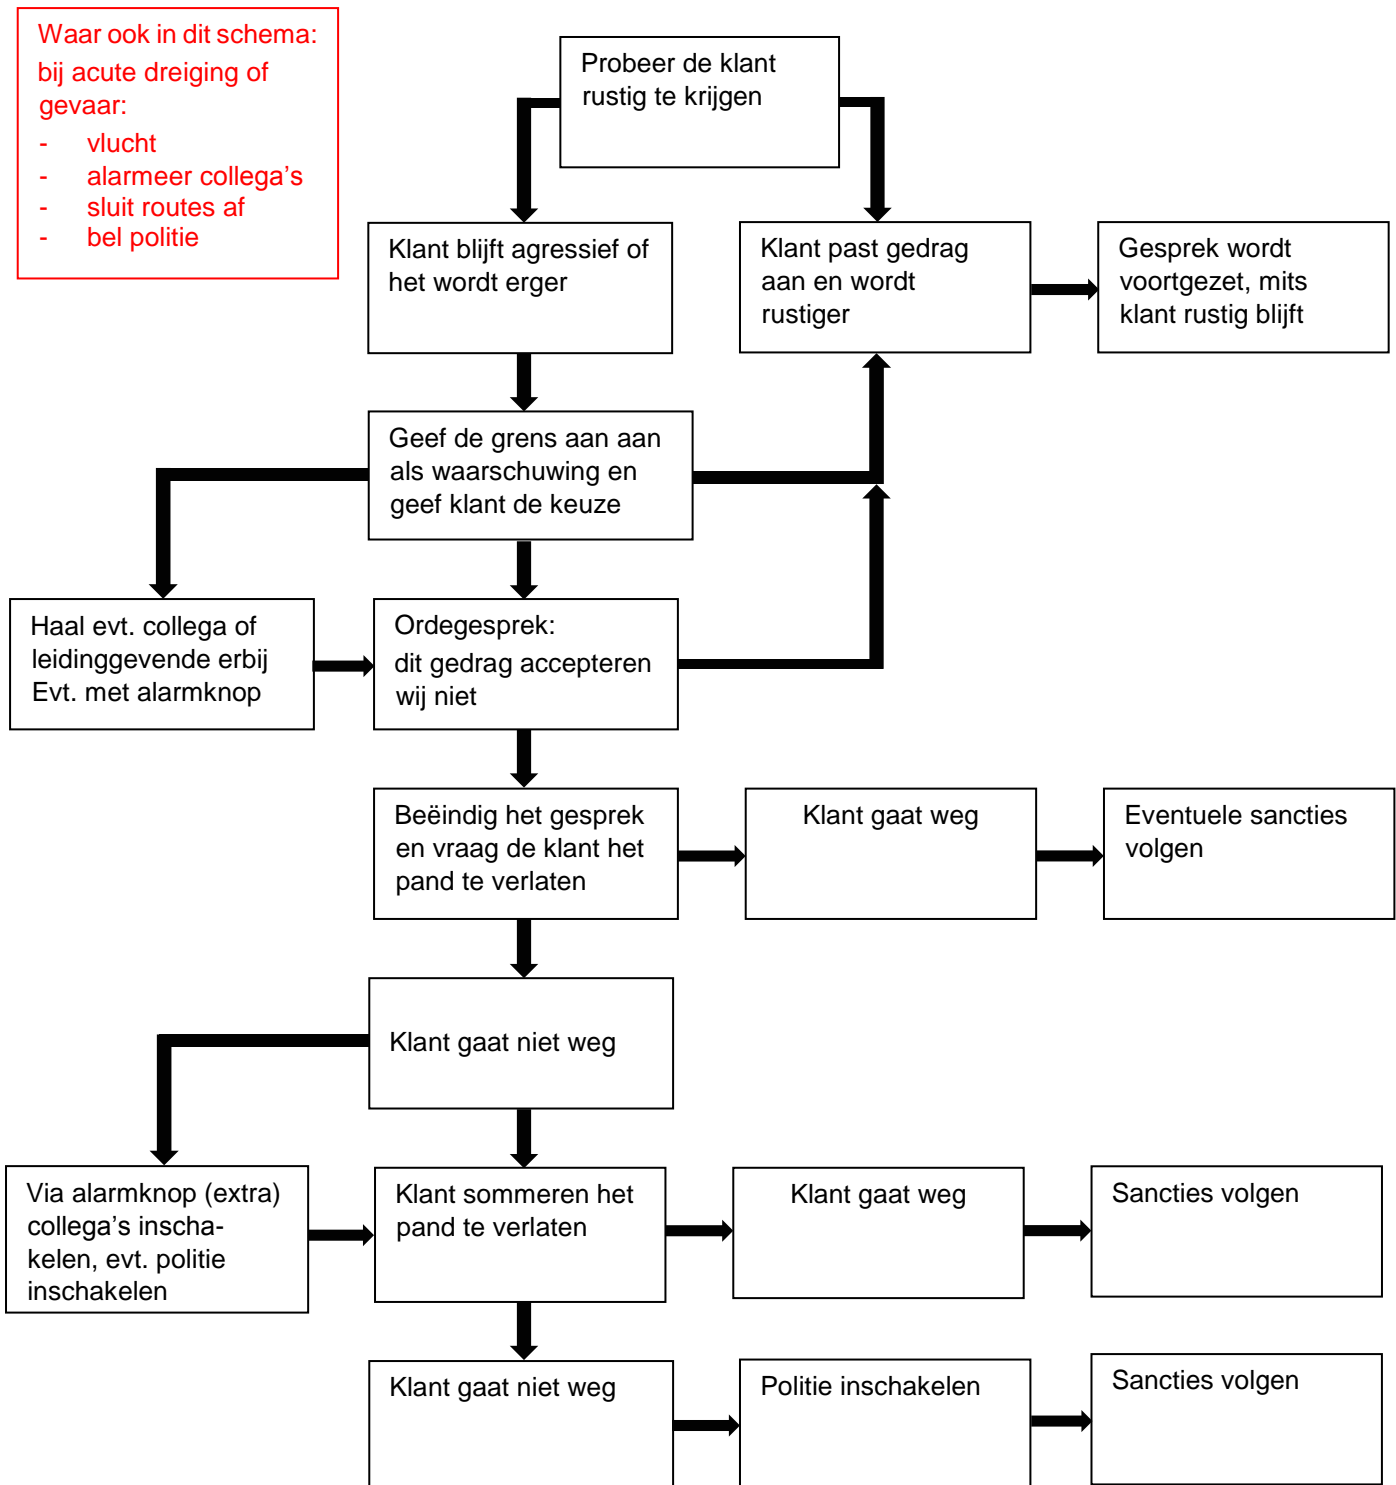 Waar ook in dit schema:
bij acute dreiging of
gevaar:
- vlucht
- alarmeer collega’s
- sluit routes af
- bel politie
Probeer de klant
rustig te krijgen
Klant blijft agressief of
het wordt erger
Klant past gedrag
aan en wordt
rustiger
Gesprek wordt
voortgezet, mits
klant rustig blijft
Geef de grens aan aan
als waarschuwing en
geef klant de keuze
Haal evt. collega of
leidinggevende erbij
Evt. met alarmknop
Ordegesprek:
dit gedrag accepteren
wij niet
Beëindig het gesprek
en vraag de klant het
pand te verlaten
Klant gaat weg
Eventuele sancties
volgen
Klant gaat niet weg
Via alarmknop (extra)
collega’s inscha-
kelen, evt. politie
inschakelen
Klant sommeren het
pand te verlaten
Klant gaat weg
Sancties volgen
Klant gaat niet weg
Politie inschakelen
Sancties volgen